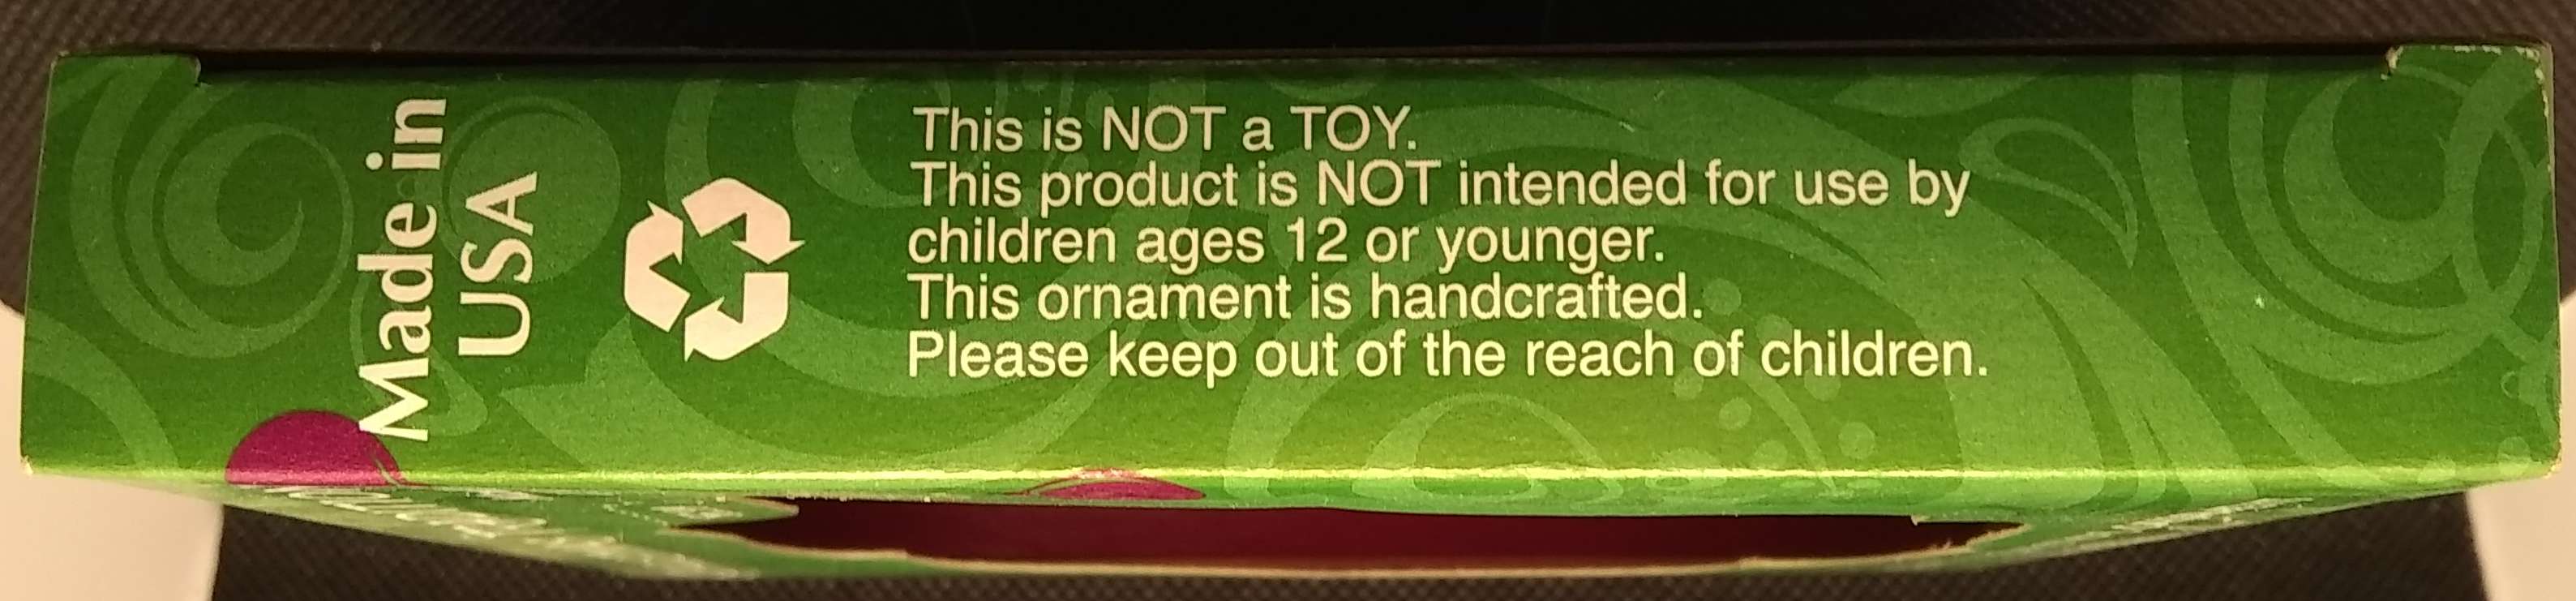 Made in
USA
This is NOT a TOY.
This product is NOT intended for use by
children ages 12 or younger.
This ornament is handcrafted.
Please keep out of the reach of children.